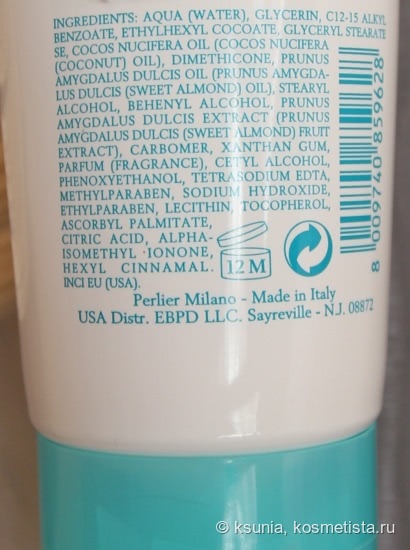 INGREDIENTS: AQUA (WATER), GLYCERIN, C12-15 ALKYL
BENZOATE, ETHYLHEXYL COCOATE, GLYCERYL STEARATE
SE, COCOS NUCIFERA OIL (COCOS NUCIFERA
(COCONUT) OIL), DIMETHICONE, PRUNUS
AMYGDALUS DULCIS OIL (PRUNUS AMYGDA-
LUS DULCIS (SWEET ALMOND) OIL), STEARYL
ALCOHOL, BEHENYL ALCOHOL, PRUNUS
AMYGDALUS DULCIS EXTRACT (PRUNUS
AMYGDALUS DULCIS (SWEET ALMOND) FRUIT
EXTRACT), CARBOMER, XANTHAN GUM,
PARFUM (FRAGRANCE), CETYL ALCOHOL,
PHENOXYETHANOL, TETRASODIUM EDTA,
METHYLPARABEN, SODIUM HYDROXIDE,
ETHYLPARABEN, LECITHIN, TOCOPHEROL,
ASCORBYL PALMITATE,
CITRIC ACID, ALPHA-
ISOMETHYL IONONE,
HEXYL CINNAMAL.
INCI EU (USA).
12 M
8 009740 859628
Perlier Milano - Made in Italy
USA Distr. EBPD LLC. Sayreville - N.J. 08872
© ksunia, kosmetista.ru